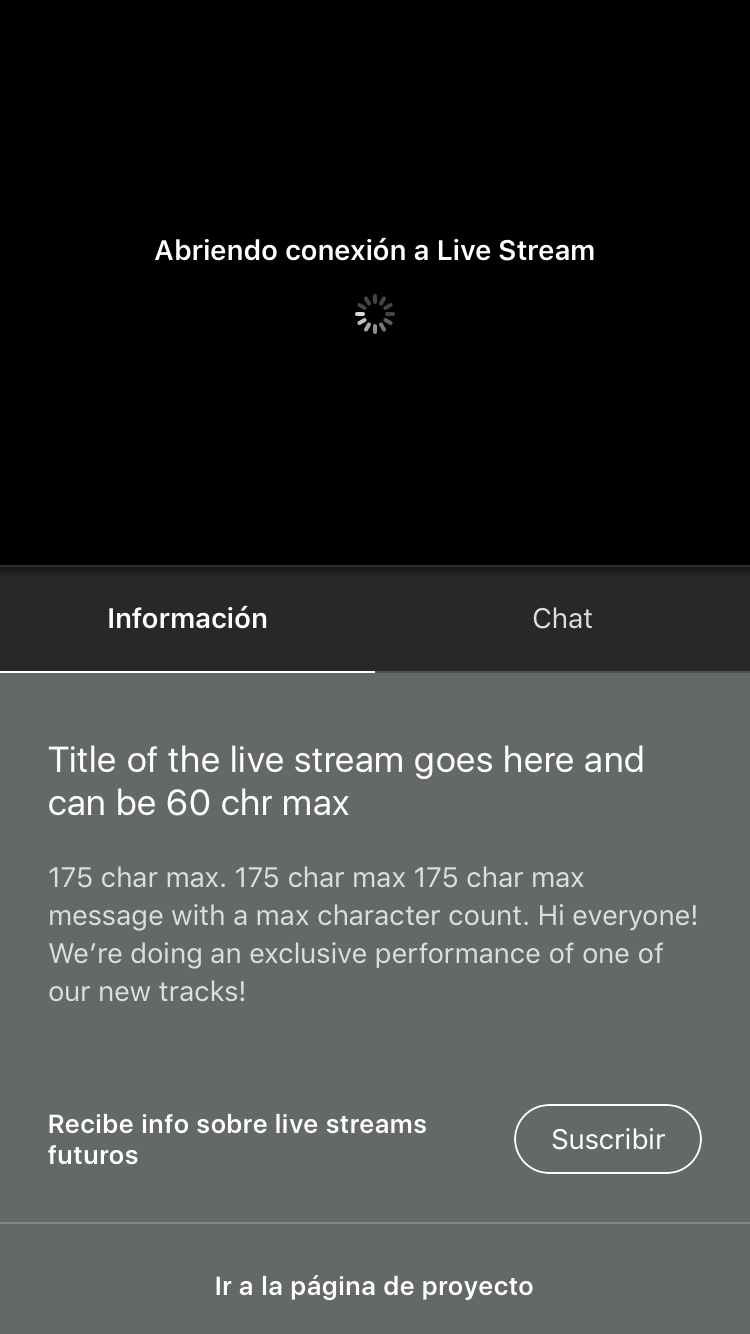 Abriendo conexión a Live Stream
Información
Chat
Title of the live stream goes here and
can be 60 chr max
175 char max. 175 char max 175 char max
message with a max character count. Hi everyone!
We’re doing an exclusive performance of one of
our new tracks!
Recibe info sobre live streams
futuros
Suscribir
Ir a la página de proyecto